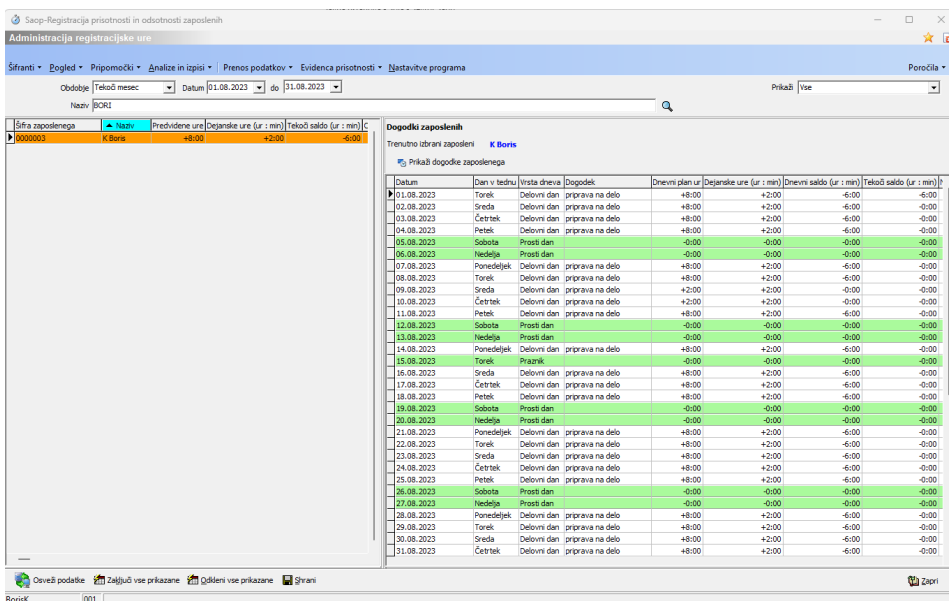 Saop-Registracija prisotnosti in odsotnosti zaposlenih
Administracija registracijske ure
Šifranti Pogled Pripomočki Analize in izpisi Prenos podatkov Evidenca prisotnosti Nastavitve programa Poročila
Obdobje Tekoči mesec Datum 01.08.2023 do 31.08.2023 Prikaži Vse
Naziv BORI
Šifra zaposlenega Naziv Predvidene ure Dejanske ure (ur : min) Tekoči saldo (ur : min)
0000003 K Boris +8:00 +2:00 -6:00
Dogodki zaposlenih
Trenutno izbrani zaposleni K Boris
Prikaži dogodke zaposlenega
Datum Dan v tednu Vrsta dneva Dogodek Dnevni plan ur Dejanske ure (ur : min) Dnevni saldo (ur : min) Tekoči saldo (ur : min)
01.08.2023 Torek Delovni dan priprava na delo +8:00 +2:00 -6:00 -6:00
02.08.2023 Sreda Delovni dan priprava na delo +8:00 +2:00 -6:00 -0:00
03.08.2023 Četrtek Delovni dan priprava na delo +8:00 +2:00 -6:00 -0:00
04.08.2023 Petek Delovni dan priprava na delo +8:00 +2:00 -6:00 -0:00
05.08.2023 Sobota Prosti dan -0:00 -0:00 -0:00 -0:00
06.08.2023 Nedelja Prosti dan -0:00 -0:00 -0:00 -0:00
07.08.2023 Ponedeljek Delovni dan priprava na delo +8:00 +2:00 -6:00 -0:00
08.08.2023 Torek Delovni dan priprava na delo +8:00 +2:00 -6:00 -0:00
09.08.2023 Sreda Delovni dan priprava na delo +2:00 +2:00 -0:00 -0:00
10.08.2023 Četrtek Delovni dan priprava na delo +2:00 +2:00 -0:00 -0:00
11.08.2023 Petek Delovni dan priprava na delo +8:00 +2:00 -6:00 -0:00
12.08.2023 Sobota Prosti dan -0:00 -0:00 -0:00 -0:00
13.08.2023 Nedelja Prosti dan -0:00 -0:00 -0:00 -0:00
14.08.2023 Ponedeljek Delovni dan priprava na delo +8:00 +2:00 -6:00 -0:00
15.08.2023 Torek Praznik -0:00 -0:00 -0:00 -0:00
16.08.2023 Sreda Delovni dan priprava na delo +8:00 +2:00 -6:00 -0:00
17.08.2023 Četrtek Delovni dan priprava na delo +8:00 +2:00 -6:00 -0:00
18.08.2023 Petek Delovni dan priprava na delo +8:00 +2:00 -6:00 -0:00
19.08.2023 Sobota Prosti dan -0:00 -0:00 -0:00 -0:00
20.08.2023 Nedelja Prosti dan -0:00 -0:00 -0:00 -0:00
21.08.2023 Ponedeljek Delovni dan priprava na delo +8:00 +2:00 -6:00 -0:00
22.08.2023 Torek Delovni dan priprava na delo +8:00 +2:00 -6:00 -0:00
23.08.2023 Sreda Delovni dan priprava na delo +8:00 +2:00 -6:00 -0:00
24.08.2023 Četrtek Delovni dan priprava na delo +8:00 +2:00 -6:00 -0:00
25.08.2023 Petek Delovni dan priprava na delo +8:00 +2:00 -6:00 -0:00
26.08.2023 Sobota Prosti dan -0:00 -0:00 -0:00 -0:00
27.08.2023 Nedelja Prosti dan -0:00 -0:00 -0:00 -0:00
28.08.2023 Ponedeljek Delovni dan priprava na delo +8:00 +2:00 -6:00 -0:00
29.08.2023 Torek Delovni dan priprava na delo +8:00 +2:00 -6:00 -0:00
30.08.2023 Sreda Delovni dan priprava na delo +8:00 +2:00 -6:00 -0:00
31.08.2023 Četrtek Delovni dan priprava na delo +8:00 +2:00 -6:00 -0:00
Osveži podatke Zaključi vse prikazane Odkleni vse prikazane Shrani Zapri
BorisK 001